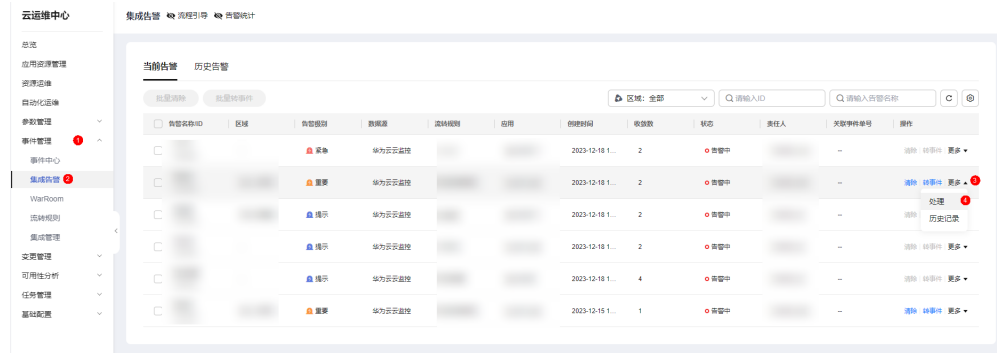 云运维中心
集成告警 流程引导 告警统计
总览
应用资源管理
资源运维
自动化运维
参数管理
事件管理 1
事件中心
集成告警 2
WarRoom
流转规则
集成管理
变更管理
可用性分析
任务管理
基础配置
当前告警 历史告警
批量清除 批量转事件 区域: 全部 请输入ID 请输入告警名称
告警名称/ID 区域 告警级别 数据源 流转规则 应用 创建时间 收敛数 状态 责任人 关联事件单号 操作
紧急 华为云云监控 2023-12-18 1... 2 告警中 -- 清除 转事件 更多
重要 华为云云监控 2023-12-18 1... 2 告警中 -- 清除 转事件 更多 3
处理 4
提示 华为云云监控 2023-12-18 1... 2 告警中 -- 清除
历史记录
提示 华为云云监控 2023-12-18 1... 2 告警中 -- 清除 转事件 更多
提示 华为云云监控 2023-12-18 1... 4 告警中 -- 清除 转事件 更多
重要 华为云云监控 2023-12-15 1... 1 告警中 -- 清除 转事件 更多